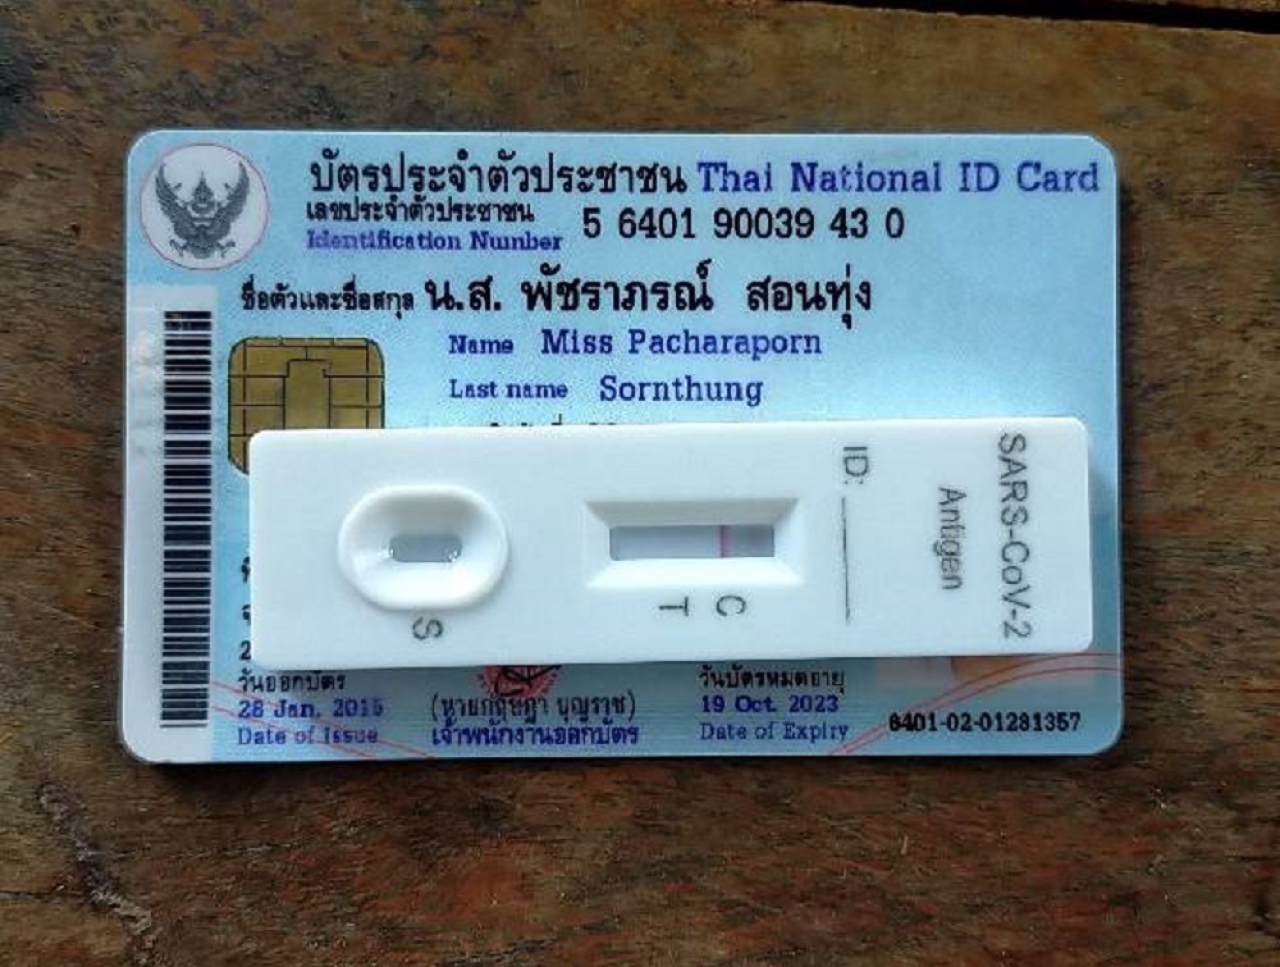 บัตรประจำตัวประชาชน Thai National ID Card
เลขประจำตัวประชาชน
Identification Number 5 6401 90039 43 0
ชื่อตัวและชื่อสกุล น.ส. พัชราภรณ์ สอนทุ่ง
Name Miss Pacharaporn
Last name Sornthung
SARS-CoV-2
Antigen
ID:
C
T
S
2
วันออกบัตร
28 Jan. 2015
Date of Issue
บุญราช)
เจ้าพนักงานออกบัตร
วันบัตรหมดอายุ
19 Oct. 2023
Date of Expiry
6401-02-01281357